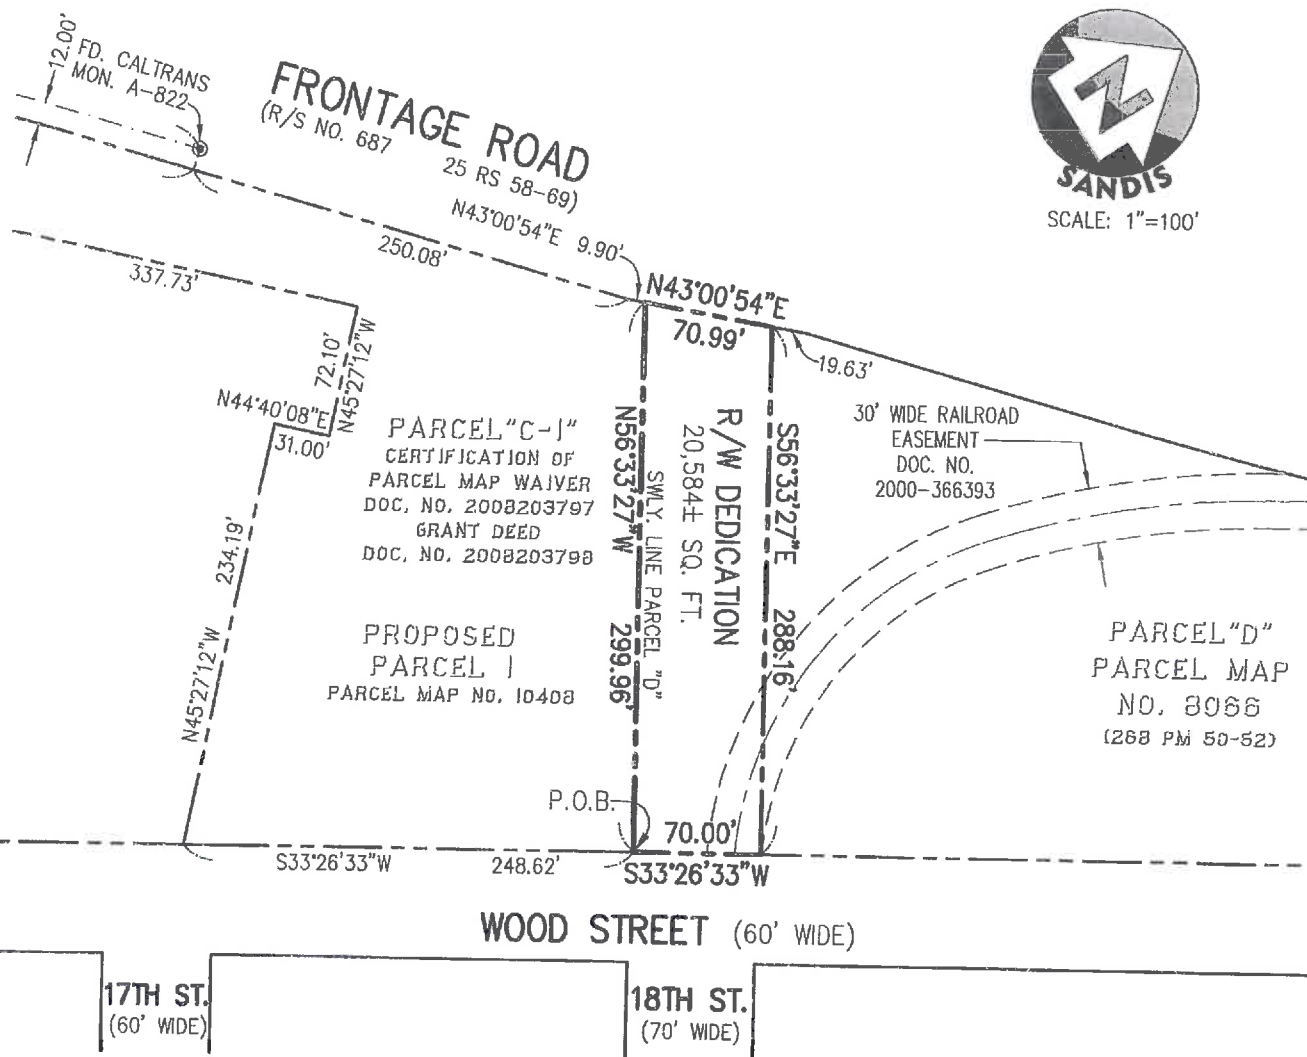 12.00'
FD. CALTRANS
MON. A-822
FRONTAGE ROAD
(R/S NO. 687
25 RS 58-69)
N43°00'54"E 9.90'
250.08'
337.73'
N
SANDIS
SCALE: 1"=100'
N43°00'54"E
70.99'
19.63'
72.10'
N45°27'12"W
N44°40'08"E
31.00'
PARCEL"C-1"
CERTIFICATION OF
PARCEL MAP WAIVER
DOC. NO. 2008203797
GRANT DEED
DOC. NO. 2008203798
234.19'
N45°27'12"W
PROPOSED
PARCEL 1
PARCEL MAP NO. 10408
N56°33'27"W 299.96'
SWLY. LINE PARCEL "D"
20,584± SQ. FT.
R/W DEDICATION
S56°33'27"E 288.16'
30' WIDE RAILROAD
EASEMENT
DOC. NO.
2000-366393
PARCEL"D"
PARCEL MAP
NO. 8066
(268 PM 50-52)
P.O.B.
70.00'
S33°26'33"W
S33°26'33"W 248.62'
WOOD STREET (60' WIDE)
17TH ST.
(60' WIDE)
18TH ST.
(70' WIDE)